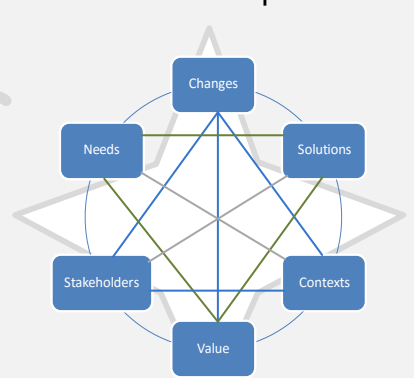 Changes
Needs
Solutions
Stakeholders
Contexts
Value